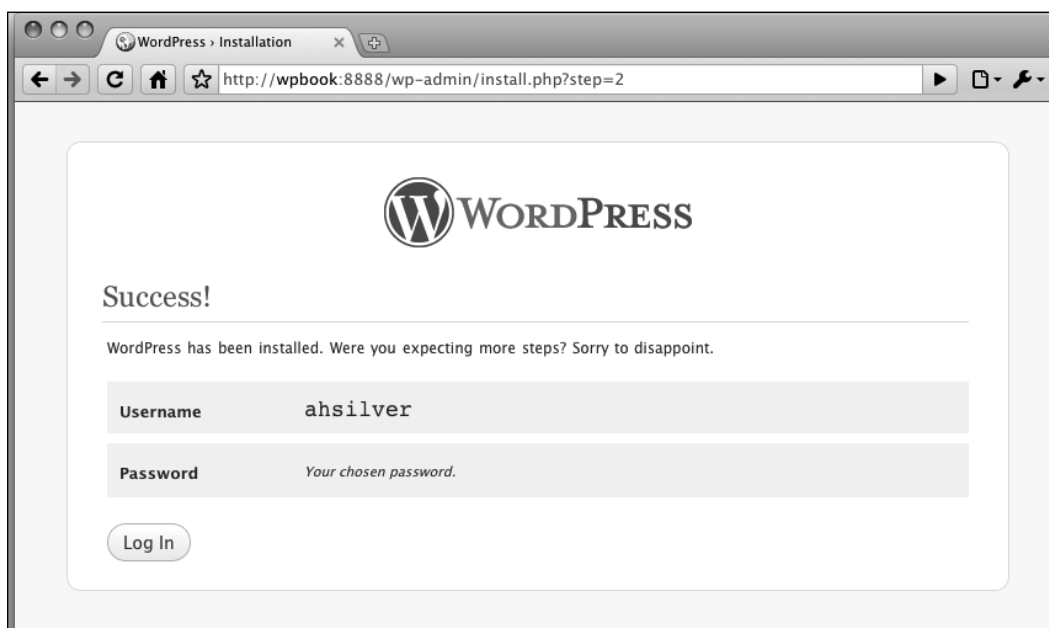 WordPress › Installation
http://wpbook:8888/wp-admin/install.php?step=2
WORDPRESS
Success!
WordPress has been installed. Were you expecting more steps? Sorry to disappoint.
Username ahsilver
Password Your chosen password.
Log In